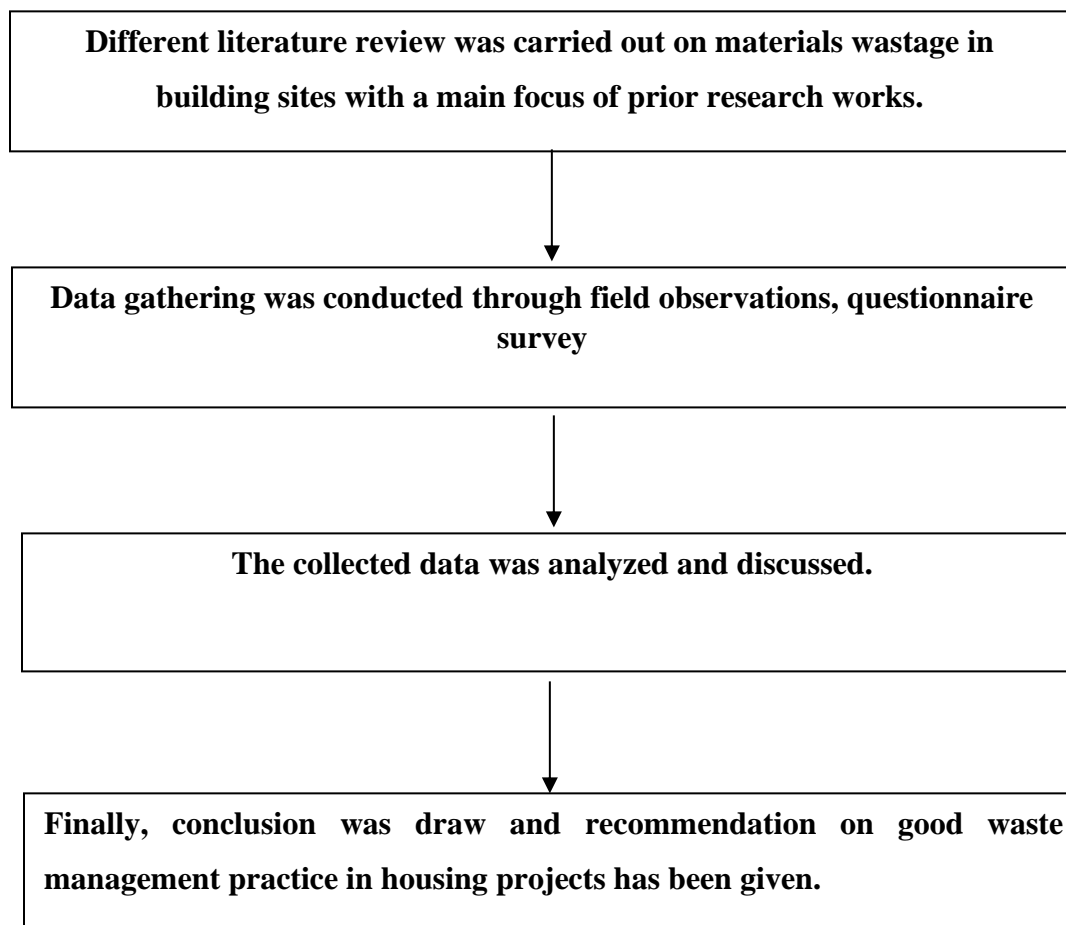 Different literature review was carried out on materials wastage in
building sites with a main focus of prior research works.
Data gathering was conducted through field observations, questionnaire
survey
The collected data was analyzed and discussed.
Finally, conclusion was draw and recommendation on good waste
management practice in housing projects has been given.